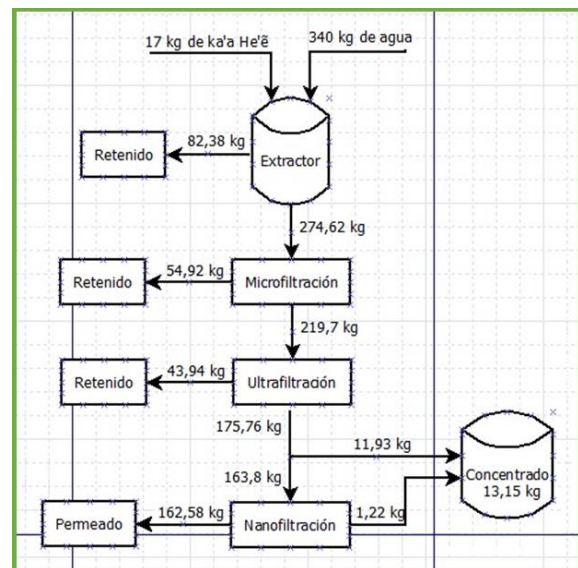 17 kg de ka'a He'ẽ
340 kg de agua
82,38 kg
Retenido
Extractor
274,62 kg
54,92 kg
Retenido
Microfiltración
219,7 kg
43,94 kg
Retenido
Ultrafiltración
175,76 kg
11,93 kg
Concentrado
13,15 kg
163,8 kg
162,58 kg
1,22 kg
Permeado
Nanofiltración